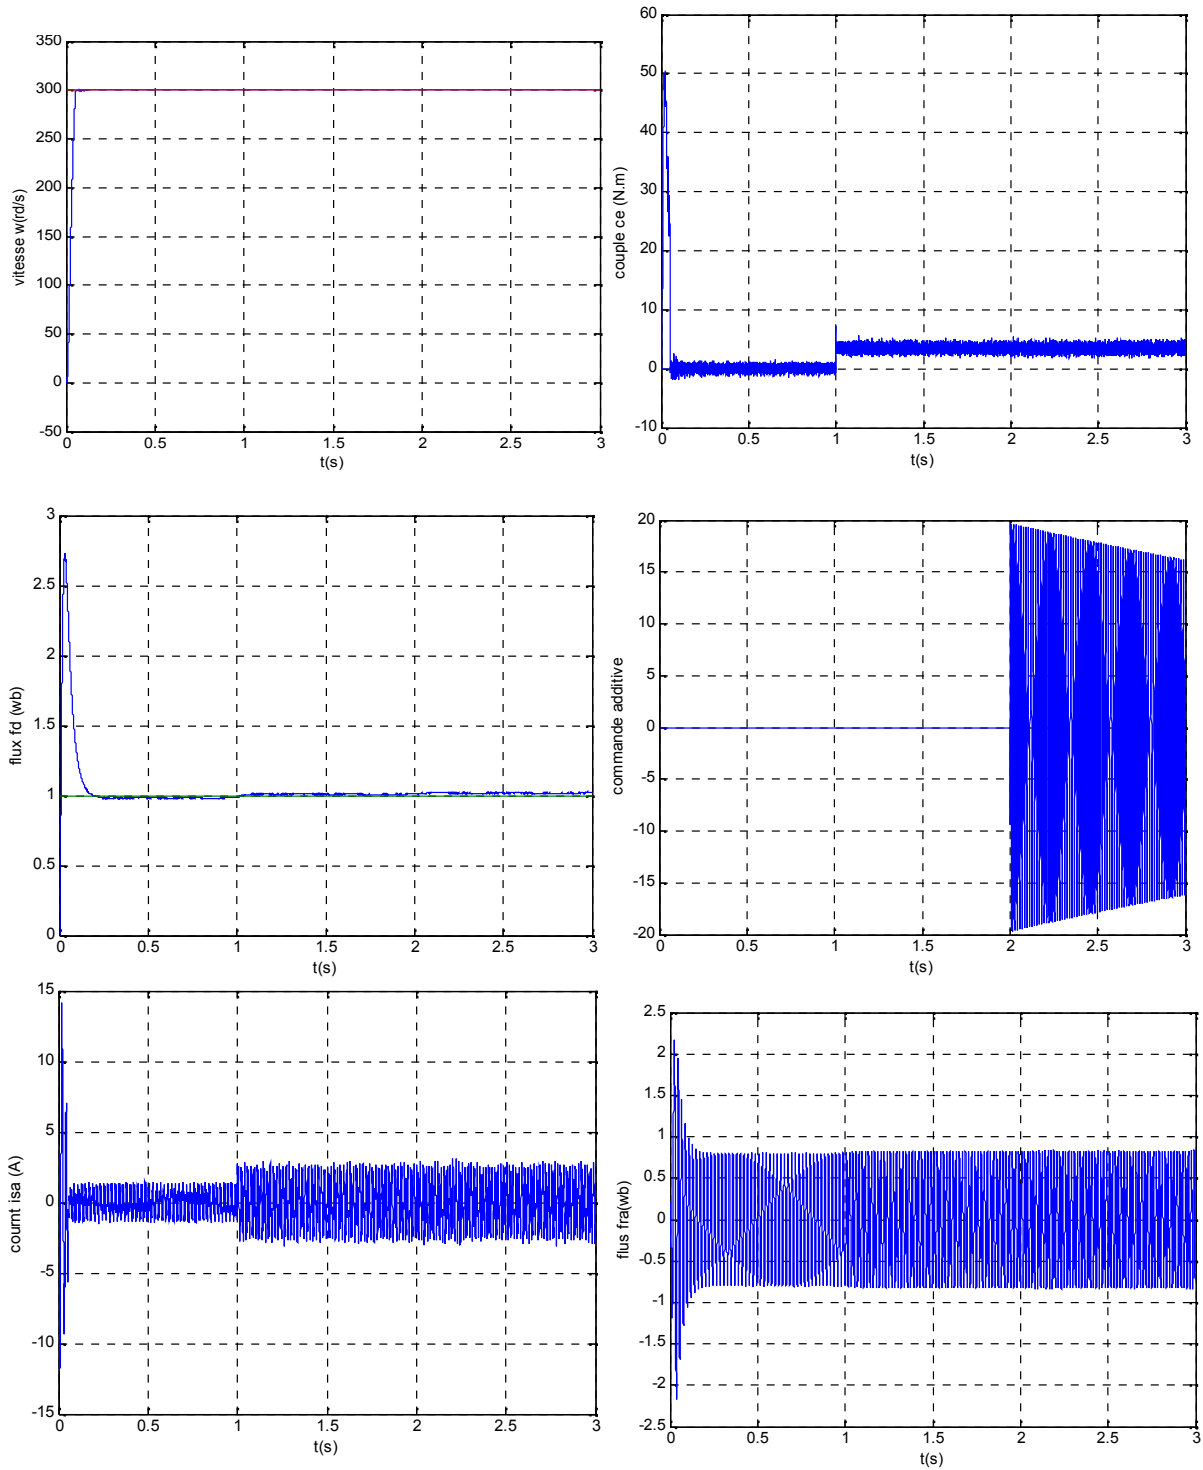 350
300
250
200
150
100
50
0
-50
vitesse w(rd/s
0 0.5 1 1.5 2 2.5 3
t(s)
60
50
40
30
20
10
0
-10
couple ce (N.m)
0 0.5 1 1.5 2 2.5 3
t(s)
3
2.5
2
1.5
1
0.5
0
flux fd (wb)
0 0.5 1 1.5 2 2.5 3
t(s)
20
15
10
5
0
-5
-10
-15
-20
commande additive
0 0.5 1 1.5 2 2.5 3
t(s)
15
10
5
0
-5
-10
-15
cournt isa (A)
0 0.5 1 1.5 2 2.5 3
t(s)
2.5
2
1.5
1
0.5
0
-0.5
-1
-1.5
-2
-2.5
flus fra(wb)
0 0.5 1 1.5 2 2.5 3
t(s)